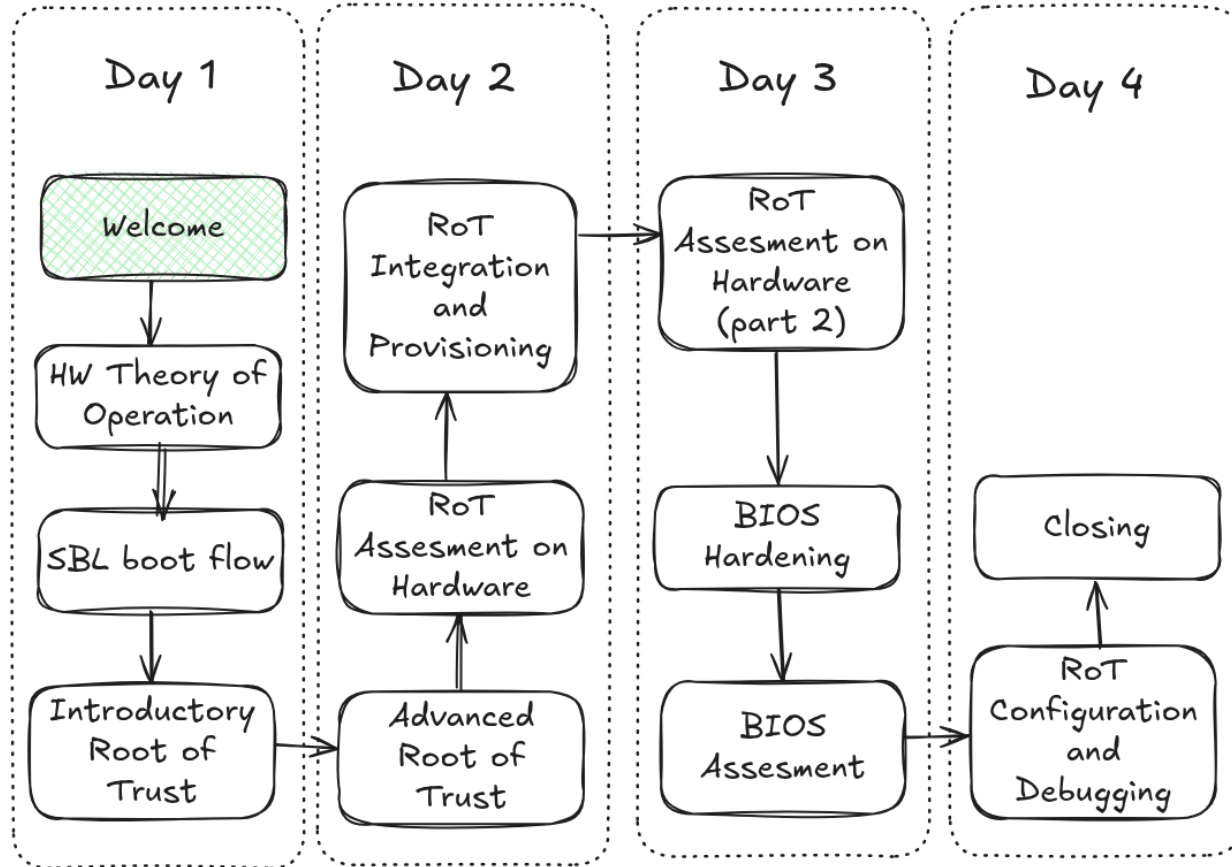 Day 1
Welcome
HW Theory of
Operation
SBL boot flow
Introductory
Root of
Trust
Day 2
RoT
Integration
and
Provisioning
RoT
Assesment on
Hardware
Advanced
Root of
Trust
Day 3
RoT
Assesment on
Hardware
(part 2)
BIOS
Hardening
BIOS
Assesment
Day 4
Closing
RoT
Configuration
and
Debugging